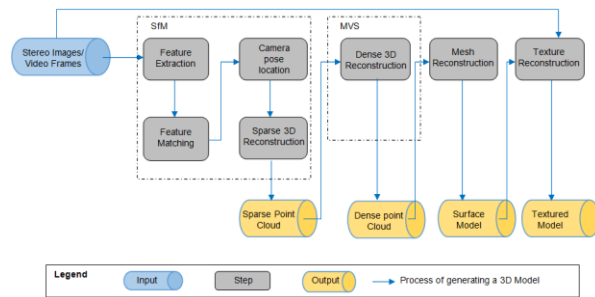 SfM
MVS
Stereo Images/
Video Frames
Feature
Extraction
Camera
pose
location
Dense 3D
Reconstruction
Mesh
Reconstruction
Texture
Reconstruction
Feature
Matching
Sparse 3D
Reconstruction
Sparse Point
Cloud
Dense point
Cloud
Surface
Model
Textured
Model
Legend
Input
Step
Output
Process of generating a 3D Model